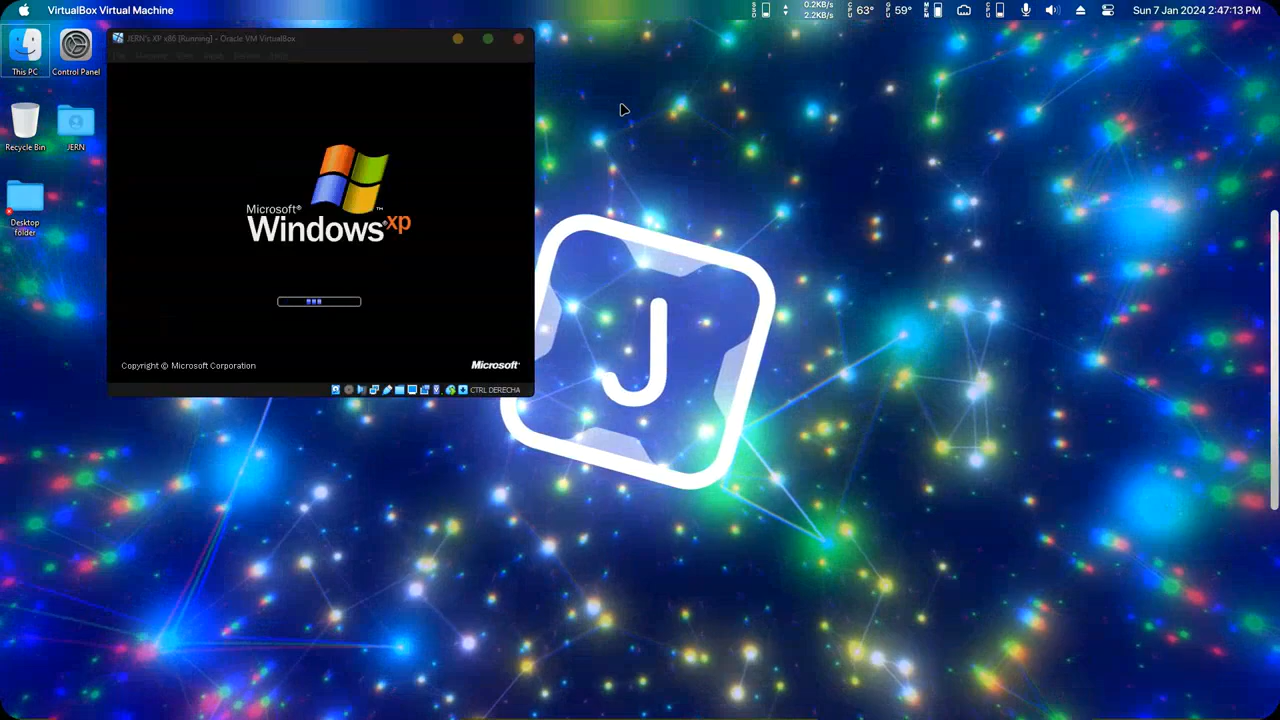 VirtualBox Virtual Machine
0.2KB/s
2.2KB/s
63°
59°
Sun 7 Jan 2024 2:47:13 PM
This PC
Control Panel
Recycle Bin
JERN
Desktop
folder
JERN's XP x86 [Running] - Oracle VM VirtualBox
Microsoft®
Windows xp
Copyright © Microsoft Corporation
Microsoft
CTRL DERECHA
J